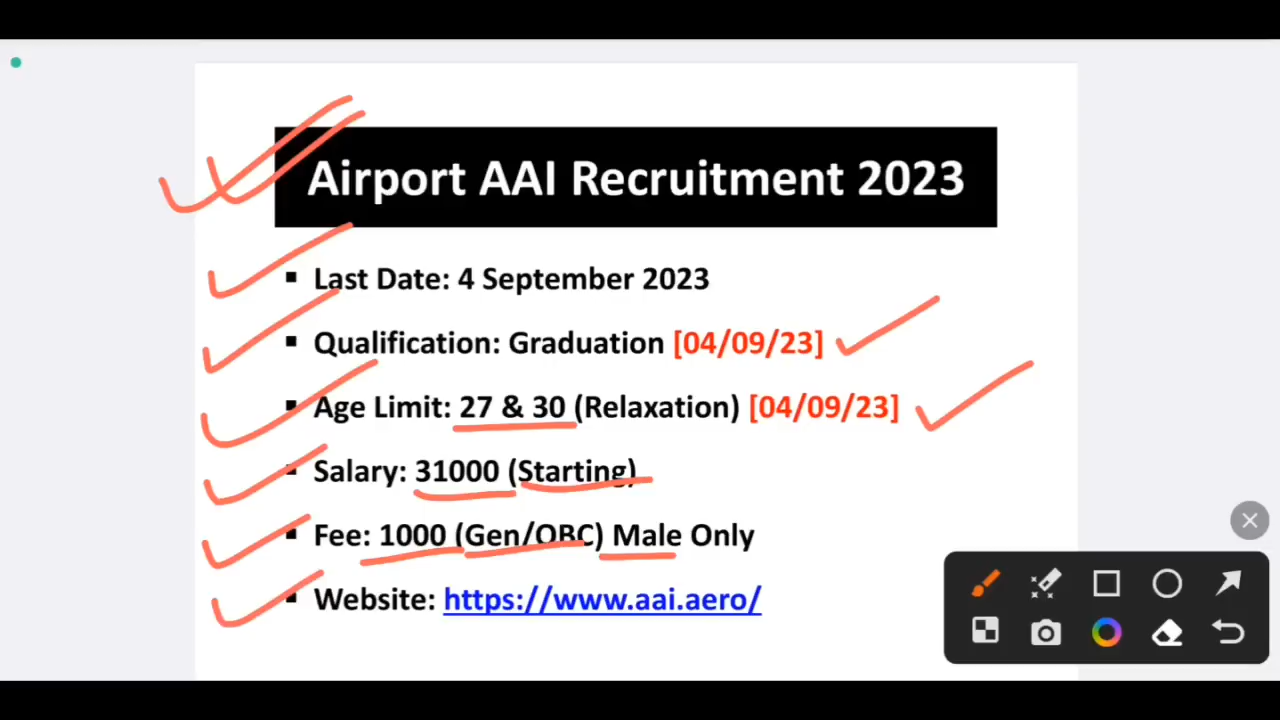 Airport AAI Recruitment 2023
▪ Last Date: 4 September 2023
▪ Qualification: Graduation [04/09/23]
▪ Age Limit: 27 & 30 (Relaxation) [04/09/23]
▪ Salary: 31000 (Starting)
▪ Fee: 1000 (Gen/OBC) Male Only
▪ Website: https://www.aai.aero/